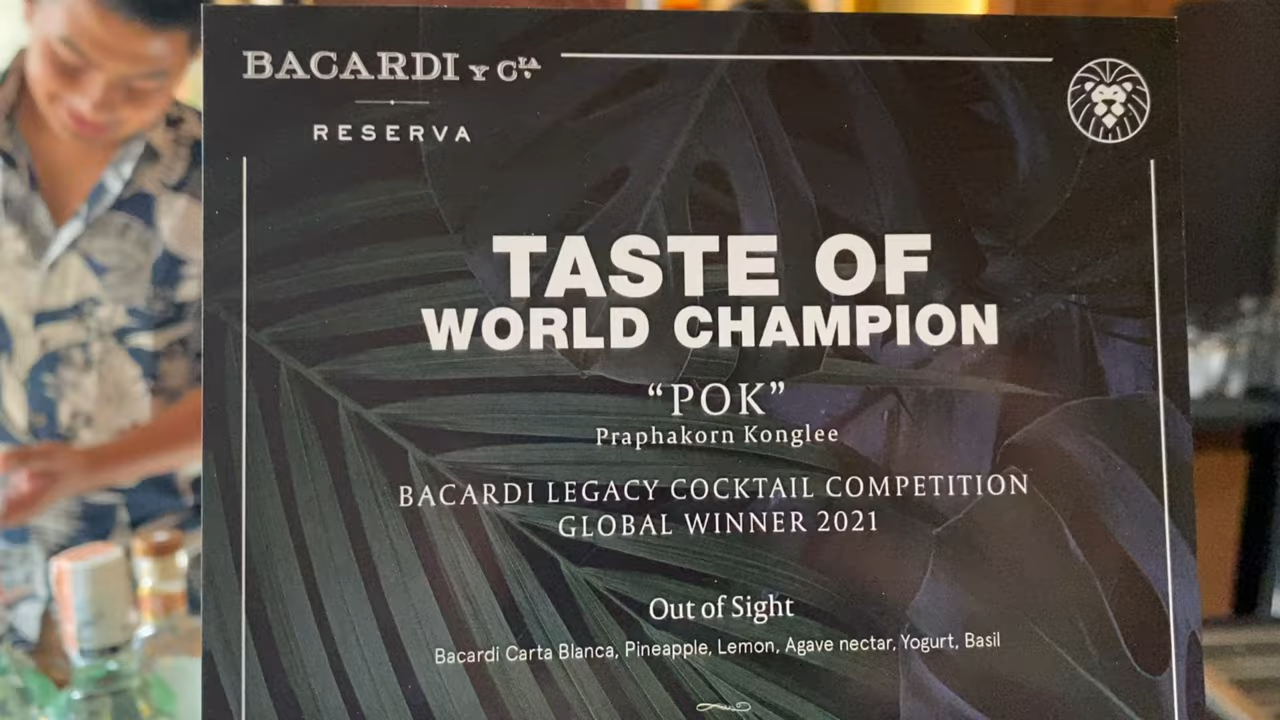 BACARDI Y Cᴵᴬ
RESERVA
TASTE OF
WORLD CHAMPION
“POK”
Praphakorn Konglee
BACARDI LEGACY COCKTAIL COMPETITION
GLOBAL WINNER 2021
Out of Sight
Bacardi Carta Blanca, Pineapple, Lemon, Agave nectar, Yogurt, Basil